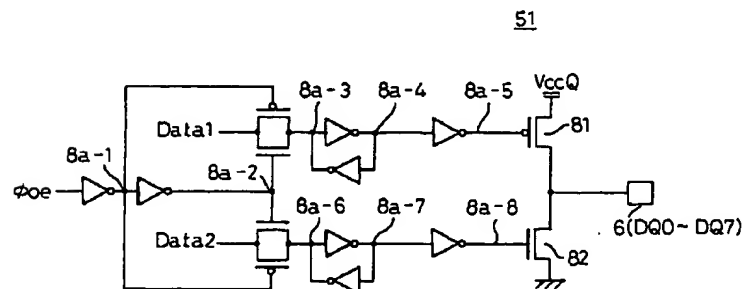 51
VccQ
8a-3
8a-4
8a-5
Data1
81
8a-1
8a-2
φoe
8a-6
8a-7
8a-8
6(DQ0~DQ7)
Data2
82